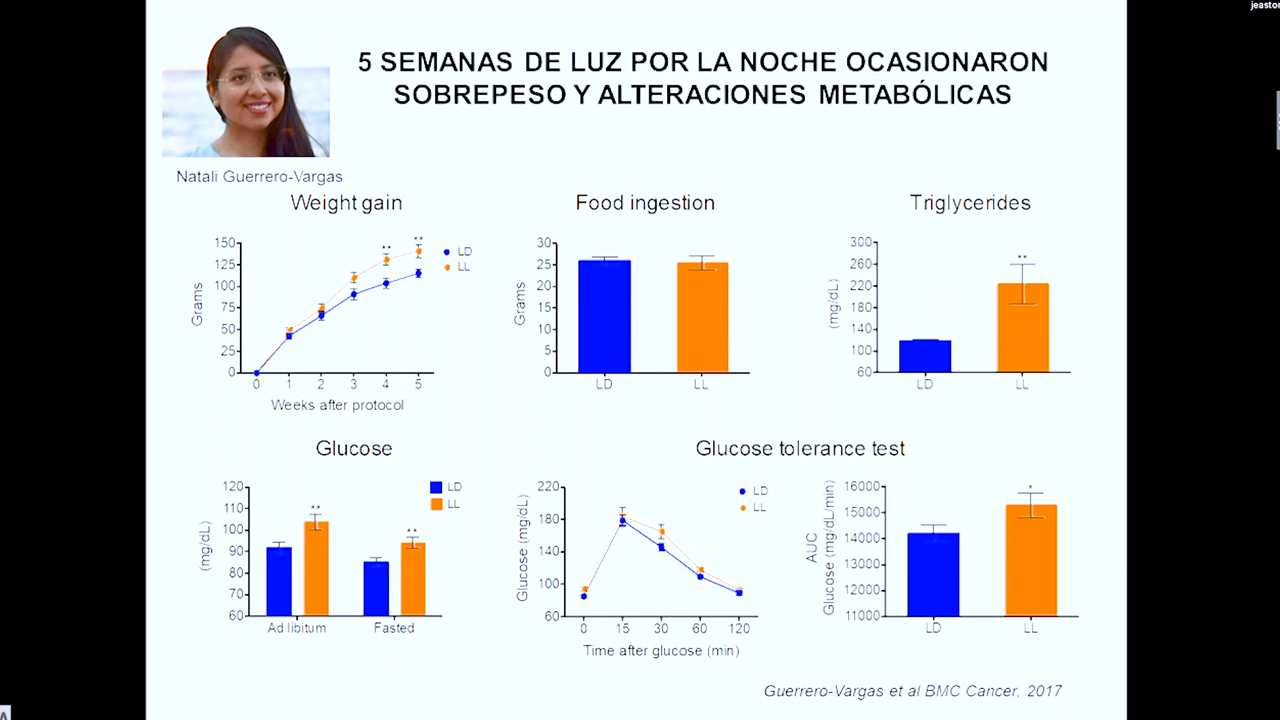 jeasto
5 SEMANAS DE LUZ POR LA NOCHE OCASIONARON
SOBREPESO Y ALTERACIONES METABÓLICAS
Natali Guerrero-Vargas
Weight gain
150
125
100
75
50
25
0
Grams
** **
LD
LL
0 1 2 3 4 5
Weeks after protocol
Food ingestion
30
25
20
15
10
5
0
Grams
LD LL
Triglycerides
300
260
220
180
140
100
60
(mg/dL)
**
LD LL
Glucose
120
110
100
90
80
70
60
(mg/dL)
** **
LD
LL
Ad libitum Fasted
Glucose tolerance test
220
180
140
100
60
Glucose (mg/dL)
LD
LL
0 15 30 60 120
Time after glucose (min)
16000
15000
14000
13000
12000
11000
AUC
Glucose (mg/dL/min)
*
LD LL
Guerrero-Vargas et al BMC Cancer, 2017